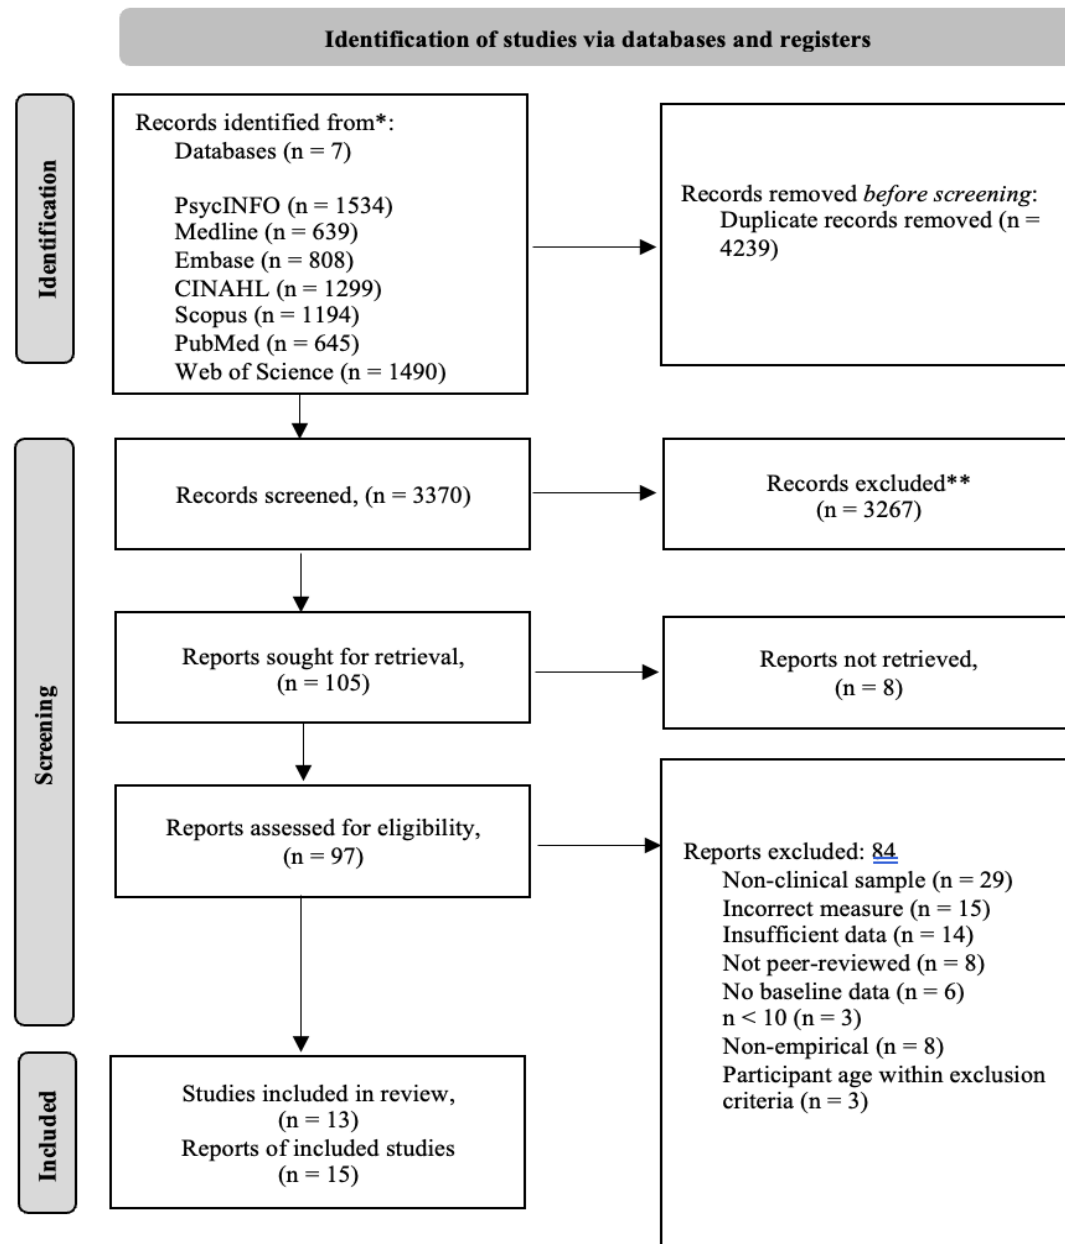 Identification of studies via databases and registers
Identification
Records identified from*:
Databases (n = 7)
PsycINFO (n = 1534)
Medline (n = 639)
Embase (n = 808)
CINAHL (n = 1299)
Scopus (n = 1194)
PubMed (n = 645)
Web of Science (n = 1490)
Records removed before screening:
Duplicate records removed (n =
4239)
Screening
Records screened, (n = 3370)
Records excluded**
(n = 3267)
Reports sought for retrieval,
(n = 105)
Reports not retrieved,
(n = 8)
Reports assessed for eligibility,
(n = 97)
Reports excluded: 84
Non-clinical sample (n = 29)
Incorrect measure (n = 15)
Insufficient data (n = 14)
Not peer-reviewed (n = 8)
No baseline data (n = 6)
n < 10 (n = 3)
Non-empirical (n = 8)
Participant age within exclusion
criteria (n = 3)
Included
Studies included in review,
(n = 13)
Reports of included studies
(n = 15)